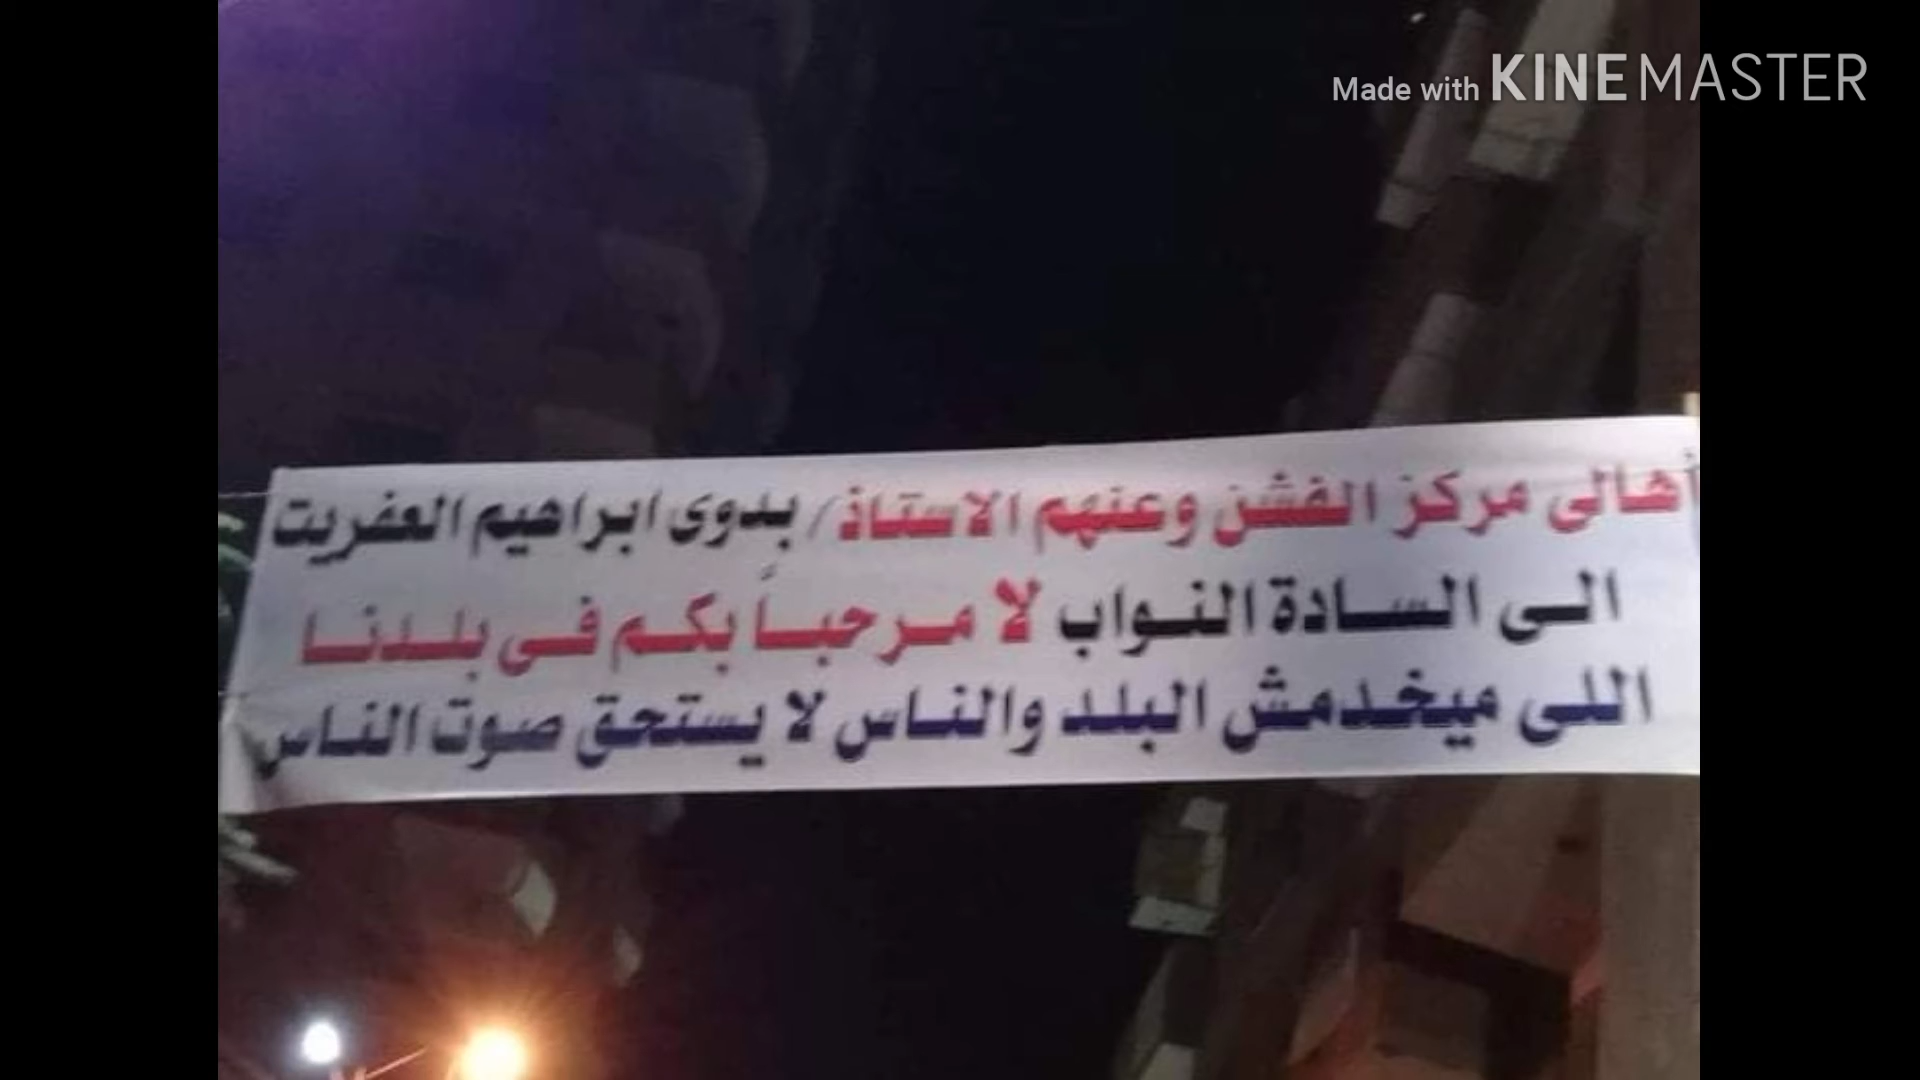 Made with KINEMASTER
أهالى مركز الفشن وعنهم الاستاذ/ بدوى ابراهيم العفريت
الى السادة النواب لا مرحباً بكم فى بلدنا
اللى ميخدمش البلد والناس لا يستحق صوت الناس